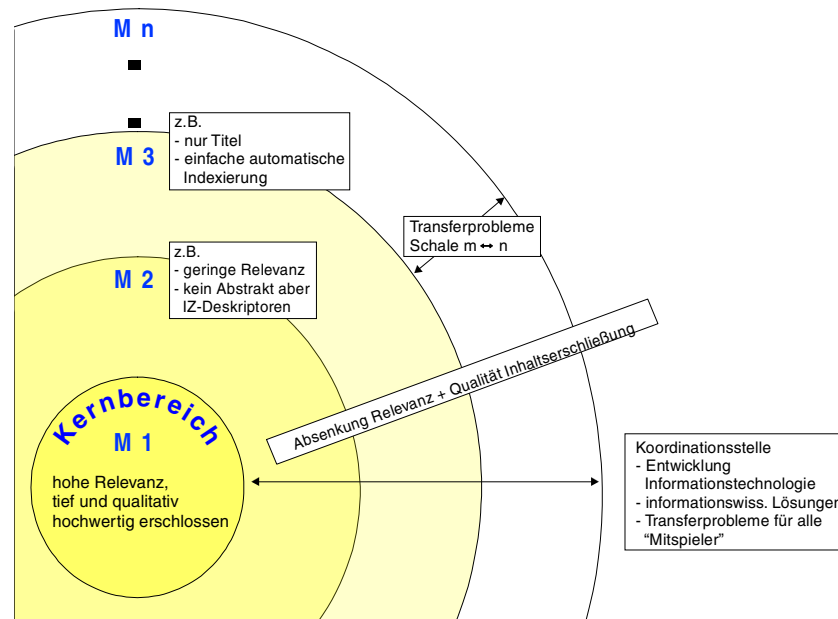 M n
z.B.
- nur Titel
- einfache automatische
Indexierung
M 3
Transferprobleme
Schale m ↔ n
z.B.
- geringe Relevanz
- kein Abstrakt aber
IZ-Deskriptoren
M 2
Absenkung Relevanz + Qualität Inhaltserschließung
Kernbereich
M 1
hohe Relevanz,
tief und qualitativ
hochwertig erschlossen
Koordinationsstelle
- Entwicklung
Informationstechnologie
- informationswiss. Lösungen
- Transferprobleme für alle
“Mitspieler”